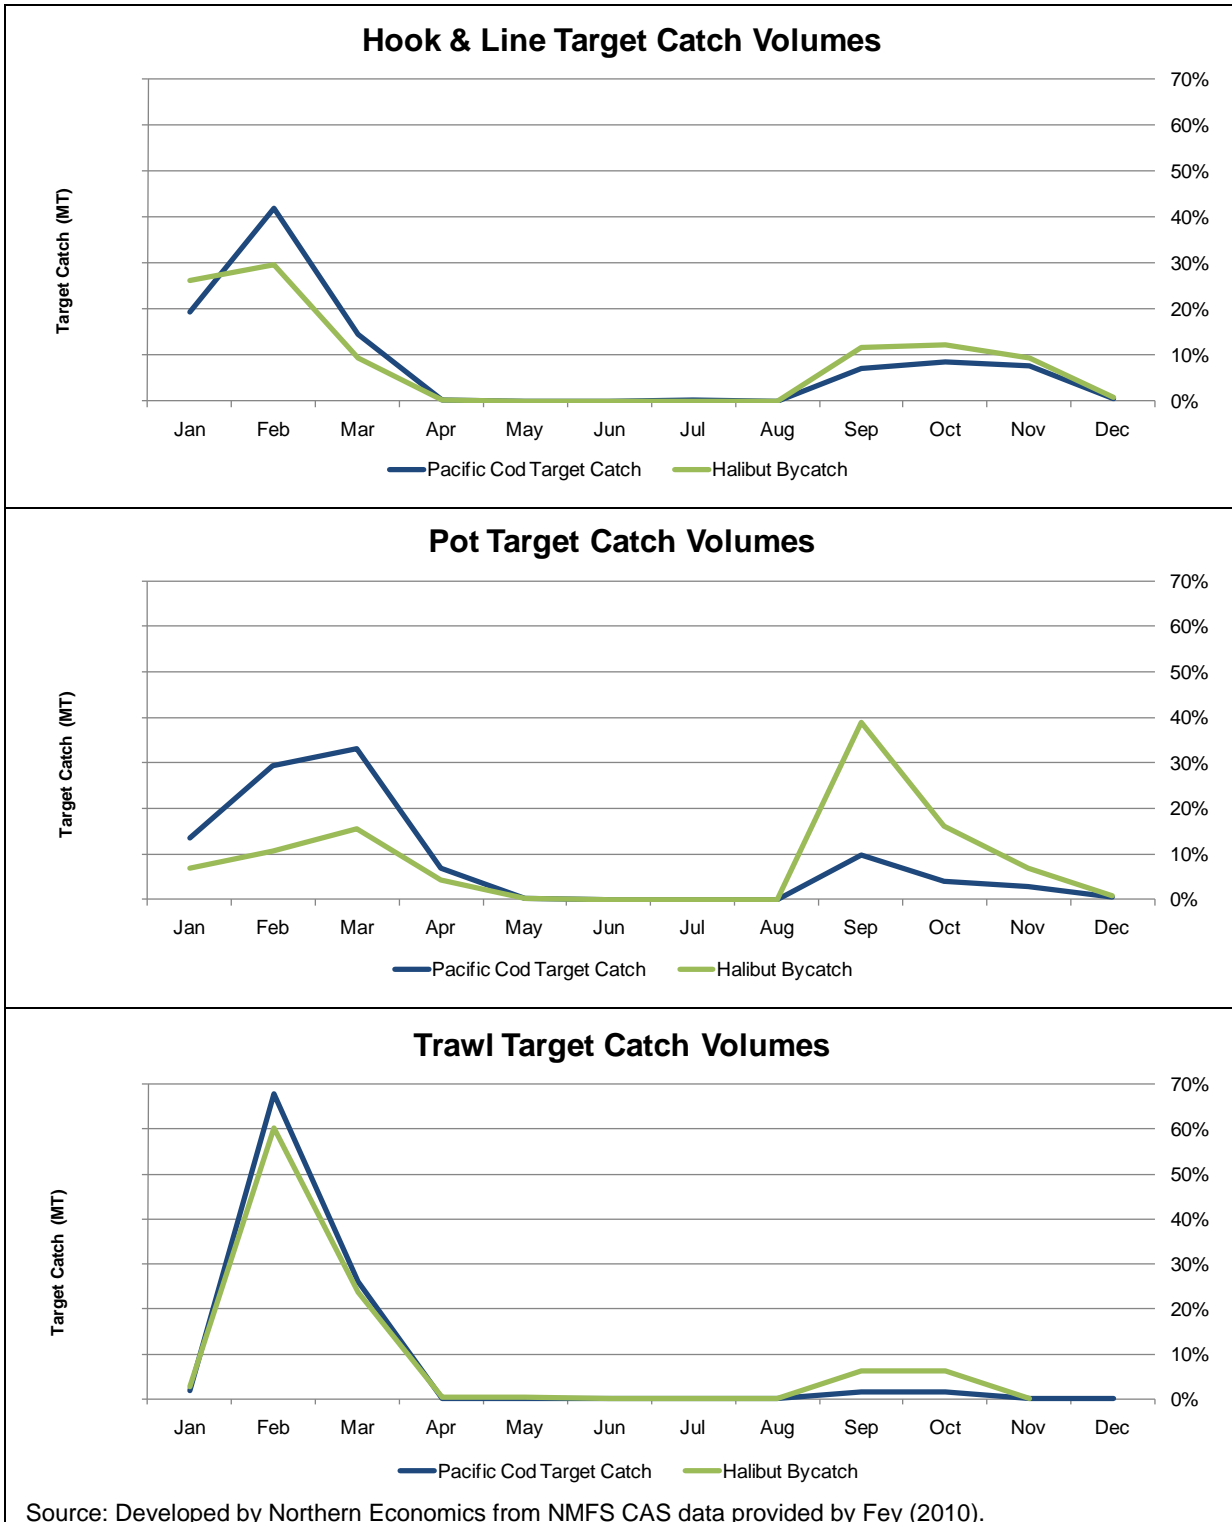 Hook & Line Target Catch Volumes
Target Catch (MT)
70%
60%
50%
40%
30%
20%
10%
0%
Jan Feb Mar Apr May Jun Jul Aug Sep Oct Nov Dec
Pacific Cod Target Catch Halibut Bycatch
Pot Target Catch Volumes
Target Catch (MT)
70%
60%
50%
40%
30%
20%
10%
0%
Jan Feb Mar Apr May Jun Jul Aug Sep Oct Nov Dec
Pacific Cod Target Catch Halibut Bycatch
Trawl Target Catch Volumes
Target Catch (MT)
70%
60%
50%
40%
30%
20%
10%
0%
Jan Feb Mar Apr May Jun Jul Aug Sep Oct Nov Dec
Pacific Cod Target Catch Halibut Bycatch
Source: Developed by Northern Economics from NMFS CAS data provided by Fey (2010).